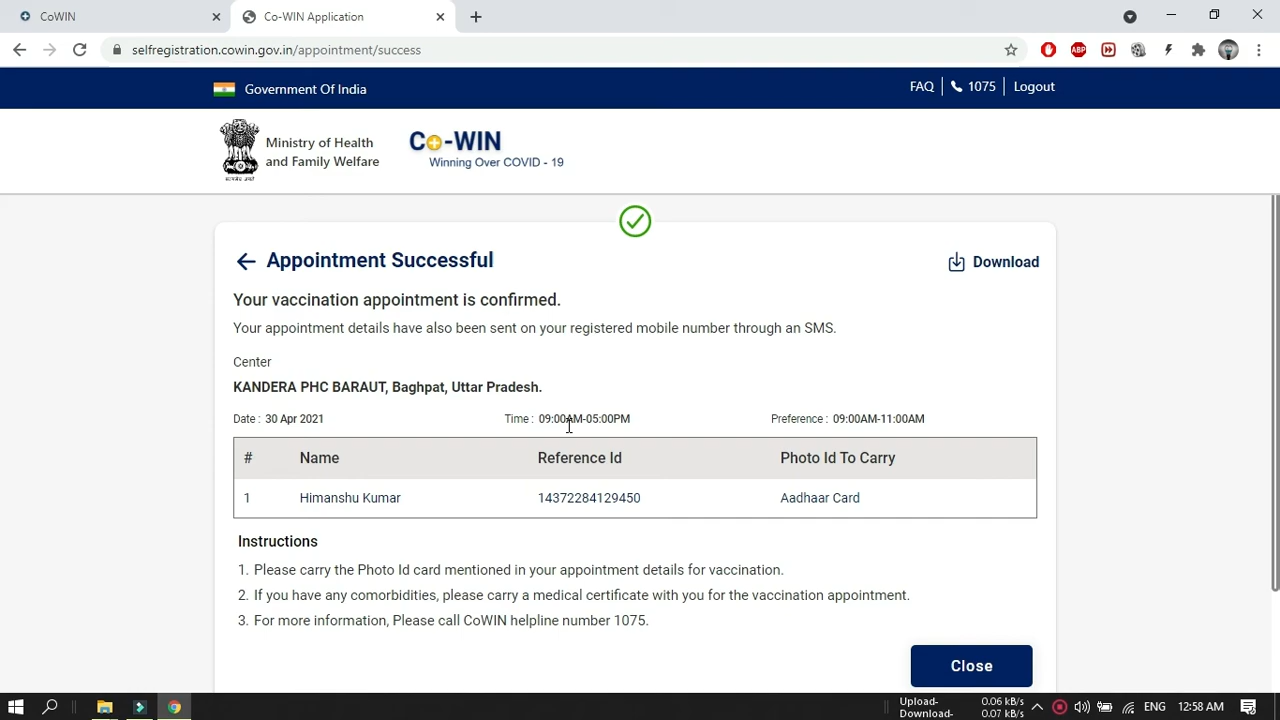 CoWIN
Co-WIN Application
selfregistration.cowin.gov.in/appointment/success
ABP
Government Of India
FAQ 1075 Logout
Ministry of Health
and Family Welfare
Co-WIN
Winning Over COVID - 19
Appointment Successful
Download
Your vaccination appointment is confirmed.
Your appointment details have also been sent on your registered mobile number through an SMS.
Center
KANDERA PHC BARAUT, Baghpat, Uttar Pradesh.
Date : 30 Apr 2021 Time : 09:00AM-05:00PM Preference : 09:00AM-11:00AM
# Name Reference Id Photo Id To Carry
1 Himanshu Kumar 14372284129450 Aadhaar Card
Instructions
1. Please carry the Photo Id card mentioned in your appointment details for vaccination.
2. If you have any comorbidities, please carry a medical certificate with you for the vaccination appointment.
3. For more information, Please call CoWIN helpline number 1075.
Close
Upload- 0.06 kB/s
Download- 0.07 kB/s
ENG 12:58 AM